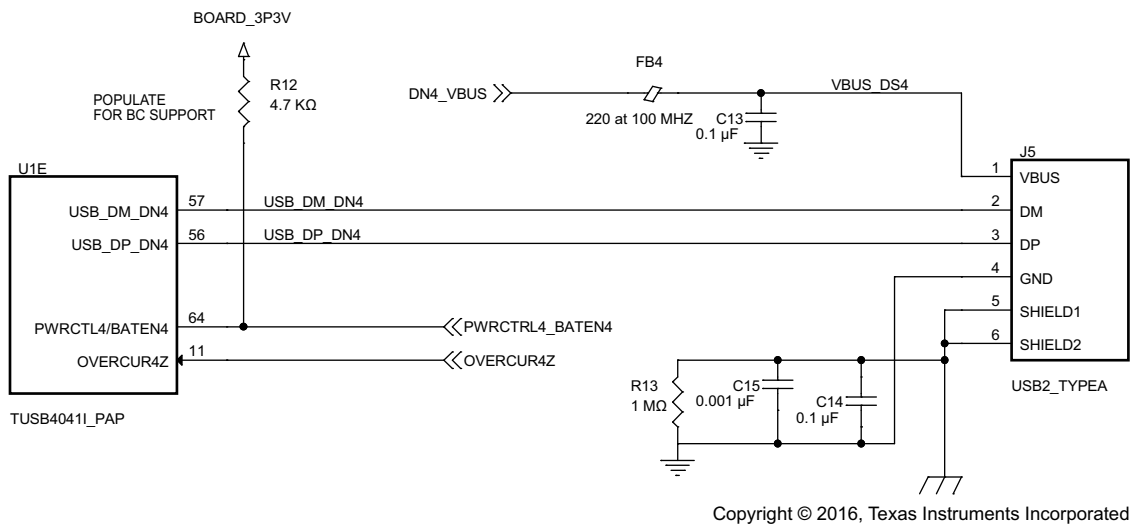 BOARD_3P3V
R12
4.7 KΩ
POPULATE
FOR BC SUPPORT
FB4
DN4_VBUS
220 at 100 MHZ
VBUS_DS4
C13
0.1 µF
U1E
J5
USB_DM_DN4
57
USB_DM_DN4
USB_DP_DN4
56
USB_DP_DN4
PWRCTL4/BATEN4
64
PWRCTRL4_BATEN4
OVERCUR4Z
11
OVERCUR4Z
TUSB4041I_PAP
1
VBUS
2
DM
3
DP
4
GND
5
SHIELD1
6
SHIELD2
USB2_TYPEA
R13
1 MΩ
C15
0.001 µF
C14
0.1 µF
Copyright © 2016, Texas Instruments Incorporated